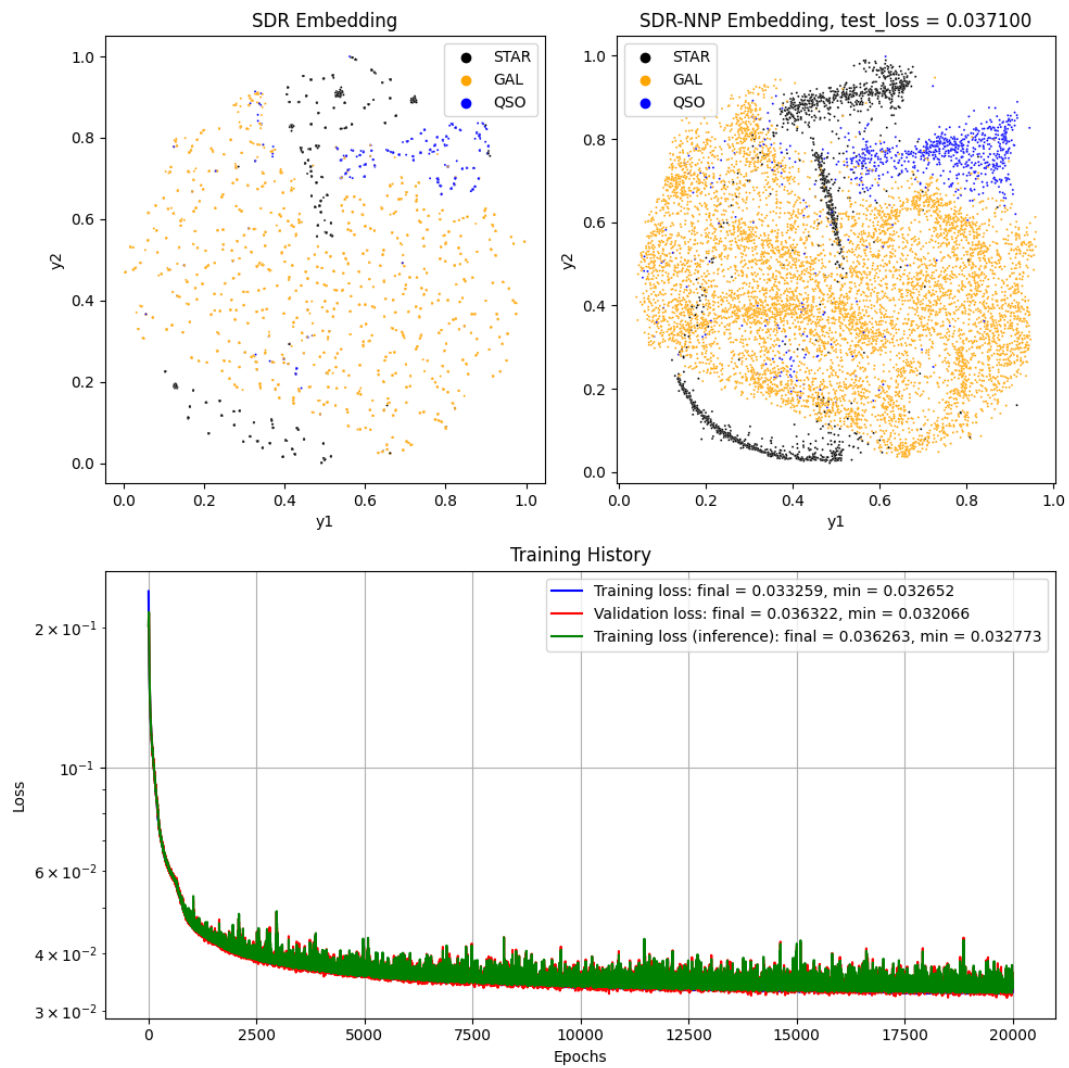 SDR Embedding
1.0
0.8
0.6
0.4
0.2
0.0
y2
STAR
GAL
QSO
0.0 0.2 0.4 0.6 0.8 1.0
y1
SDR-NNP Embedding, test_loss = 0.037100
1.0
0.8
0.6
0.4
0.2
0.0
y2
STAR
GAL
QSO
0.0 0.2 0.4 0.6 0.8 1.0
y1
Training History
2 × 10⁻¹
10⁻¹
6 × 10⁻²
4 × 10⁻²
3 × 10⁻²
Loss
Training loss: final = 0.033259, min = 0.032652
Validation loss: final = 0.036322, min = 0.032066
Training loss (inference): final = 0.036263, min = 0.032773
0 2500 5000 7500 10000 12500 15000 17500 20000
Epochs